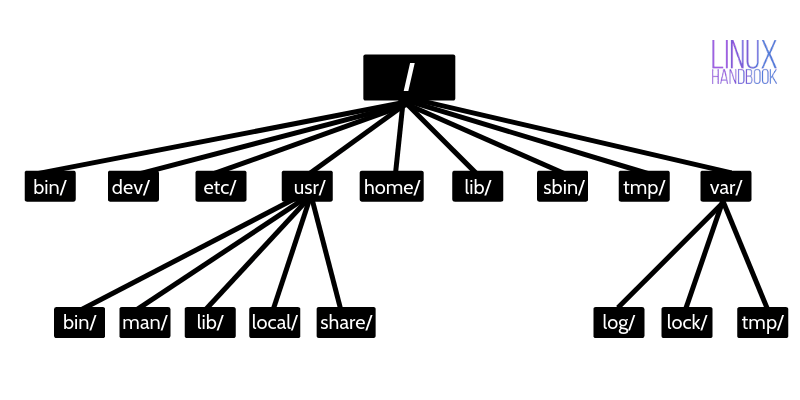 /
LINUX
HANDBOOK
bin/ dev/ etc/ usr/ home/ lib/ sbin/ tmp/ var/
bin/ man/ lib/ local/ share/ log/ lock/ tmp/